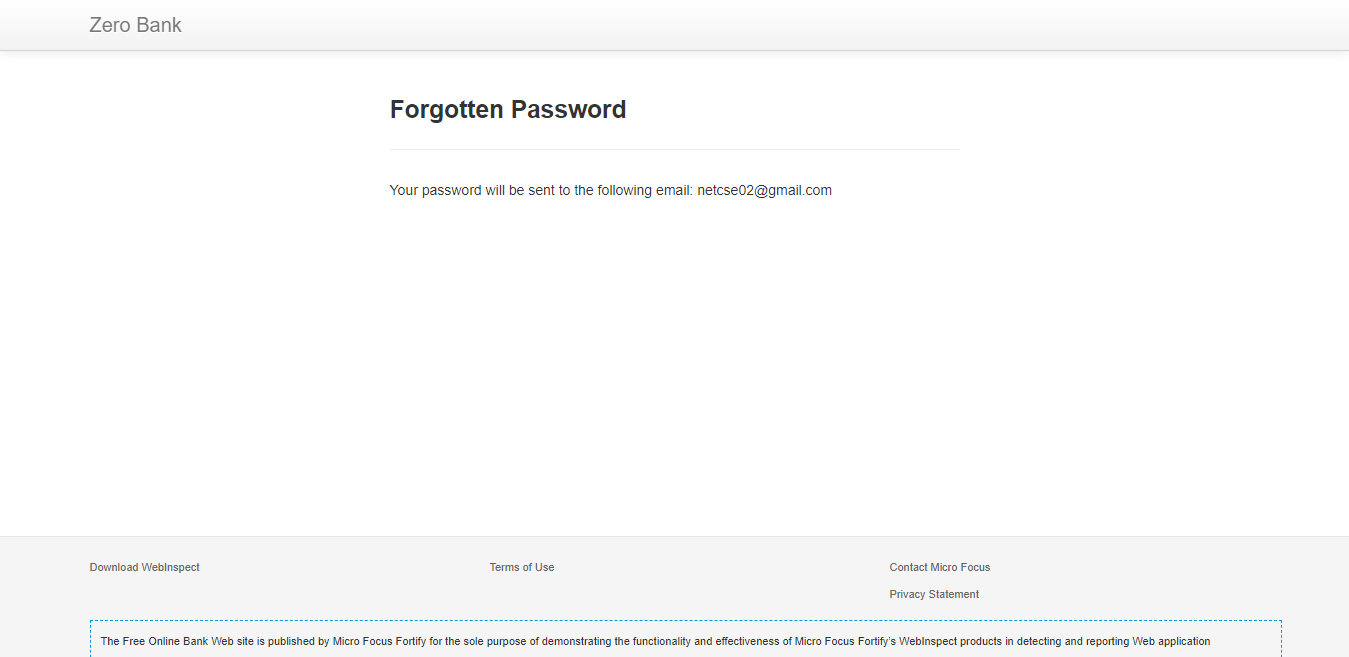 Zero Bank
Forgotten Password
Your password will be sent to the following email: netcse02@gmail.com
Download WebInspect
Terms of Use
Contact Micro Focus
Privacy Statement
The Free Online Bank Web site is published by Micro Focus Fortify for the sole purpose of demonstrating the functionality and effectiveness of Micro Focus Fortify's WebInspect products in detecting and reporting Web application